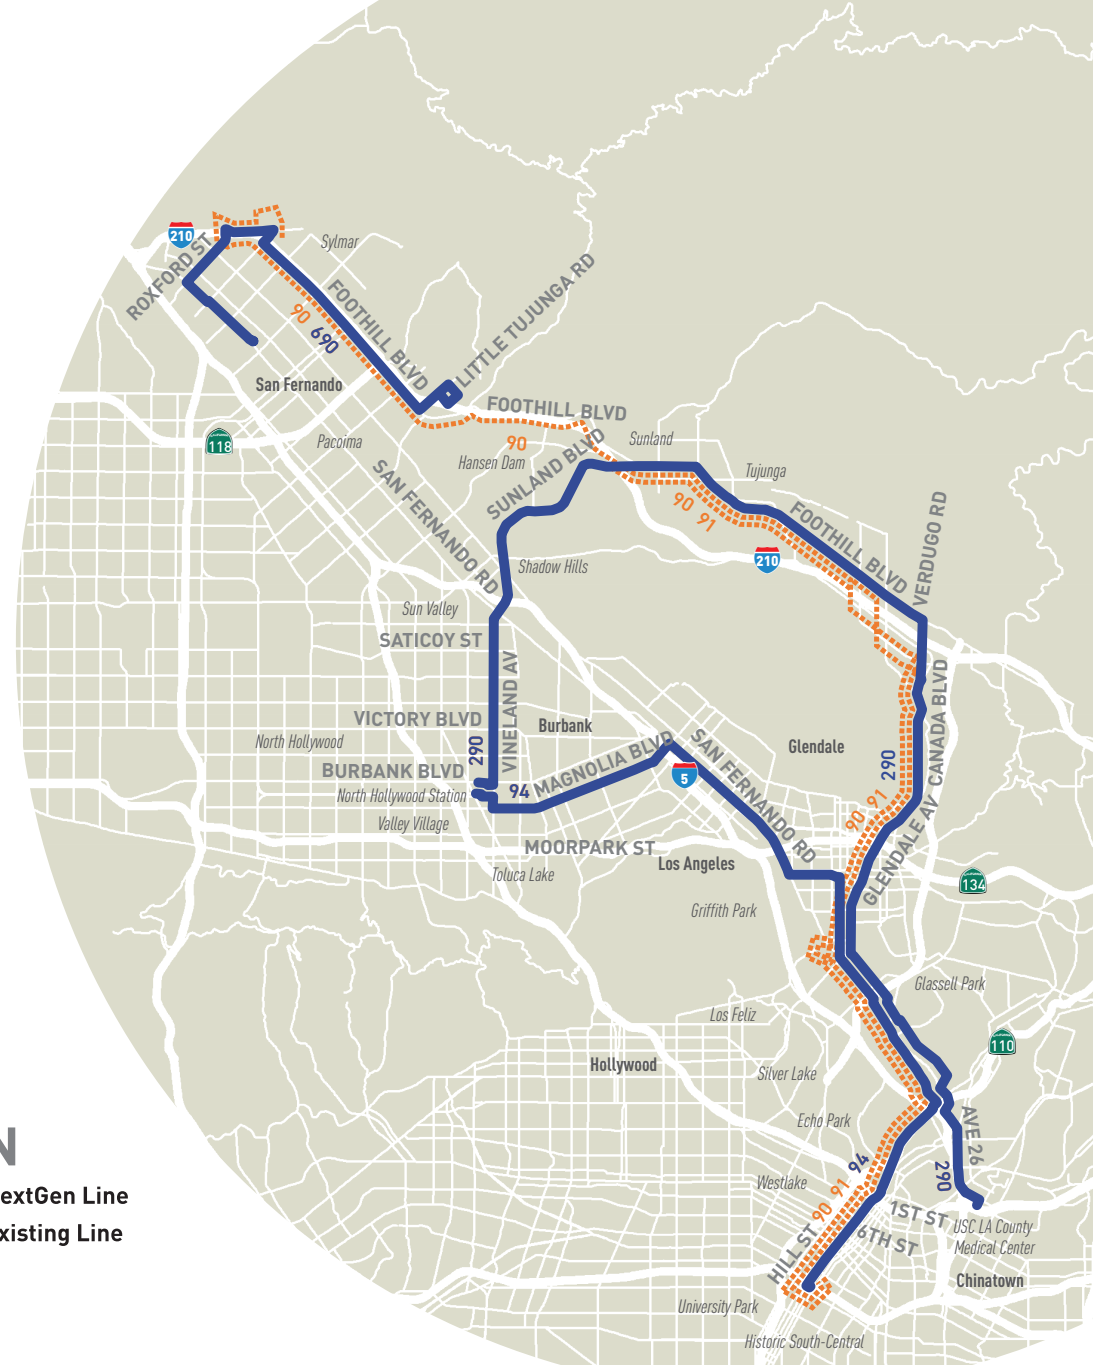 210
ROXFORD ST
Sylmar
FOOTHILL BLVD
90
690
LITTLE TUJUNGA RD
San Fernando
118
Pacoima
FOOTHILL BLVD
90
Hansen Dam
SUNLAND BLVD
Sunland
Tujunga
SAN FERNANDO RD
90 91
FOOTHILL BLVD
VERDUGO RD
210
Shadow Hills
Sun Valley
SATICOY ST
VINELAND AV
VICTORY BLVD
Burbank
North Hollywood
290
BURBANK BLVD
North Hollywood Station
94
MAGNOLIA BLVD
SAN FERNANDO RD
5
Glendale
290
CANADA BLVD
90 91
GLENDALE AV
Valley Village
MOORPARK ST
Toluca Lake
Los Angeles
134
Griffith Park
Glassell Park
Los Feliz
110
Hollywood
Silver Lake
Echo Park
AVE 26
N
extGen Line
xisting Line
Westlake
90 91 94
290
1ST ST
6TH ST
HILL ST
USC LA County
Medical Center
Chinatown
University Park
Historic South-Central